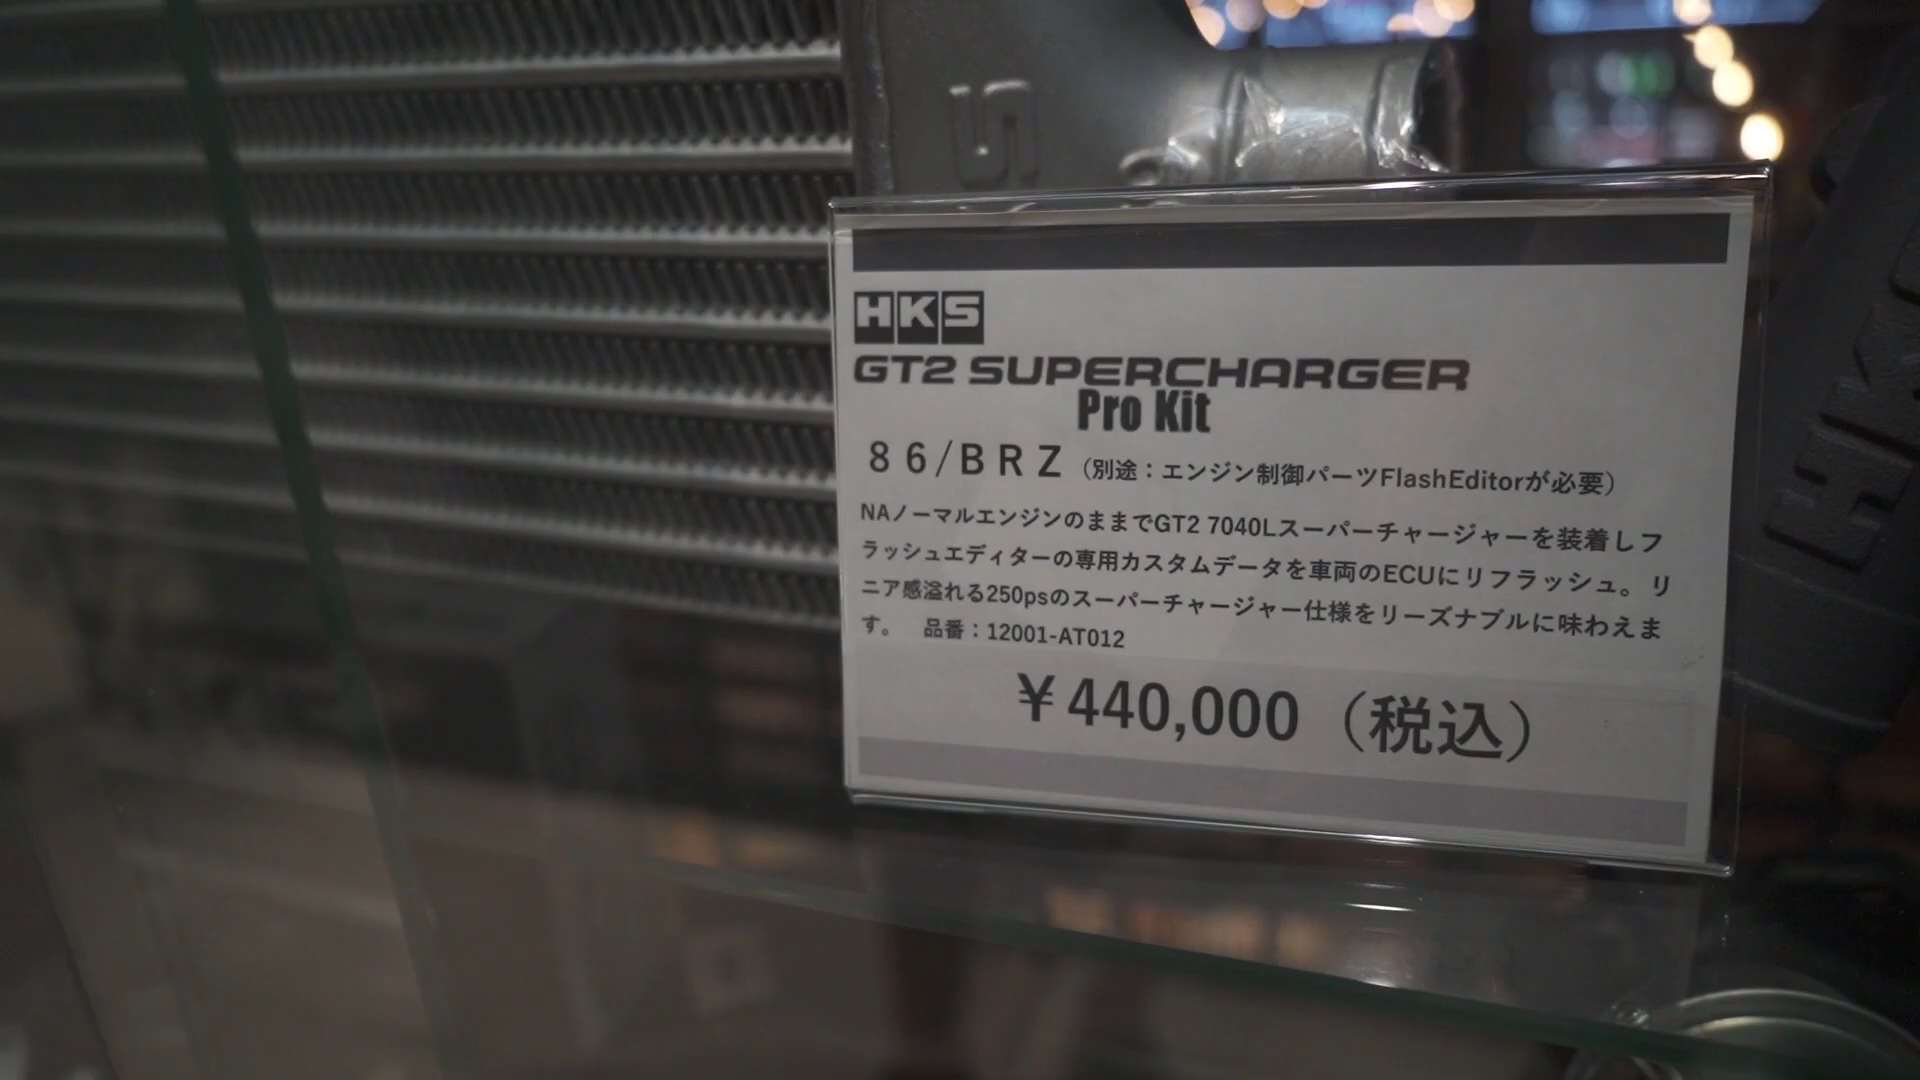 HKS
GT2 SUPERCHARGER
Pro Kit
86/BRZ（別途：エンジン制御パーツFlashEditorが必要）
NAノーマルエンジンのままでGT2 7040Lスーパーチャージャーを装着しフ
ラッシュエディターの専用カスタムデータを車両のECUにリフラッシュ。リ
ニア感溢れる250psのスーパーチャージャー仕様をリーズナブルに味わえま
す。　品番：12001-AT012
￥440,000（税込）
HKS